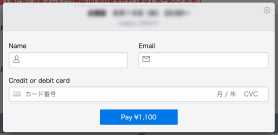 Name Email
Credit or debit card
カード番号 月 / 年 CVC
Pay ¥1,100